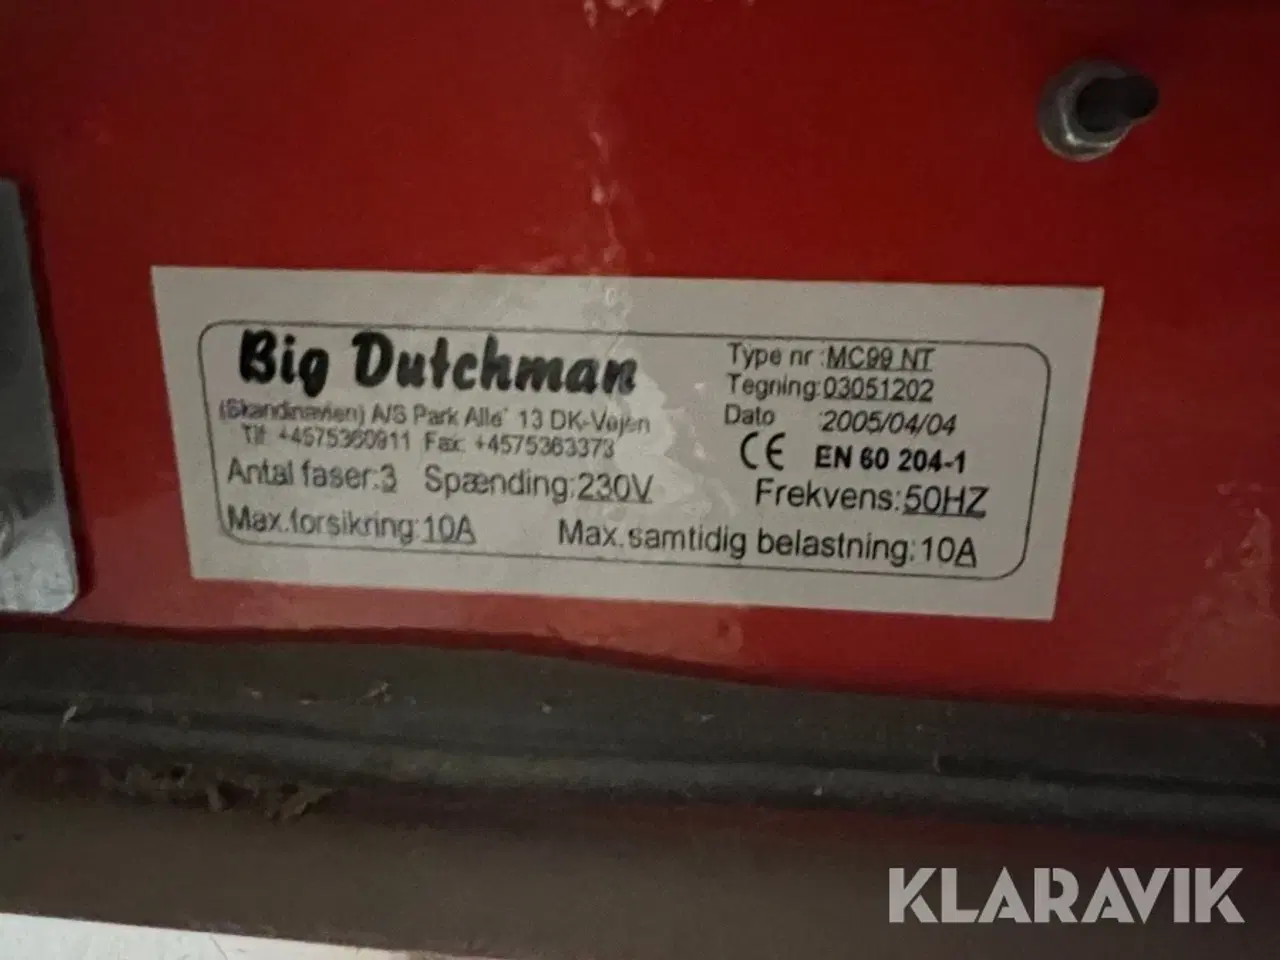 Big Dutchman
(Skandinavien) A/S Park Alle' 13 DK-Vejen
Tlf: +4575360911 Fax: +4575363373
Antal faser:3 Spænding:230V
Max.forsikring:10A
Type nr :MC99 NT
Tegning:03051202
Dato :2005/04/04
CE EN 60 204-1
Frekvens:50HZ
Max.samtidig belastning:10A
KLARAVIK